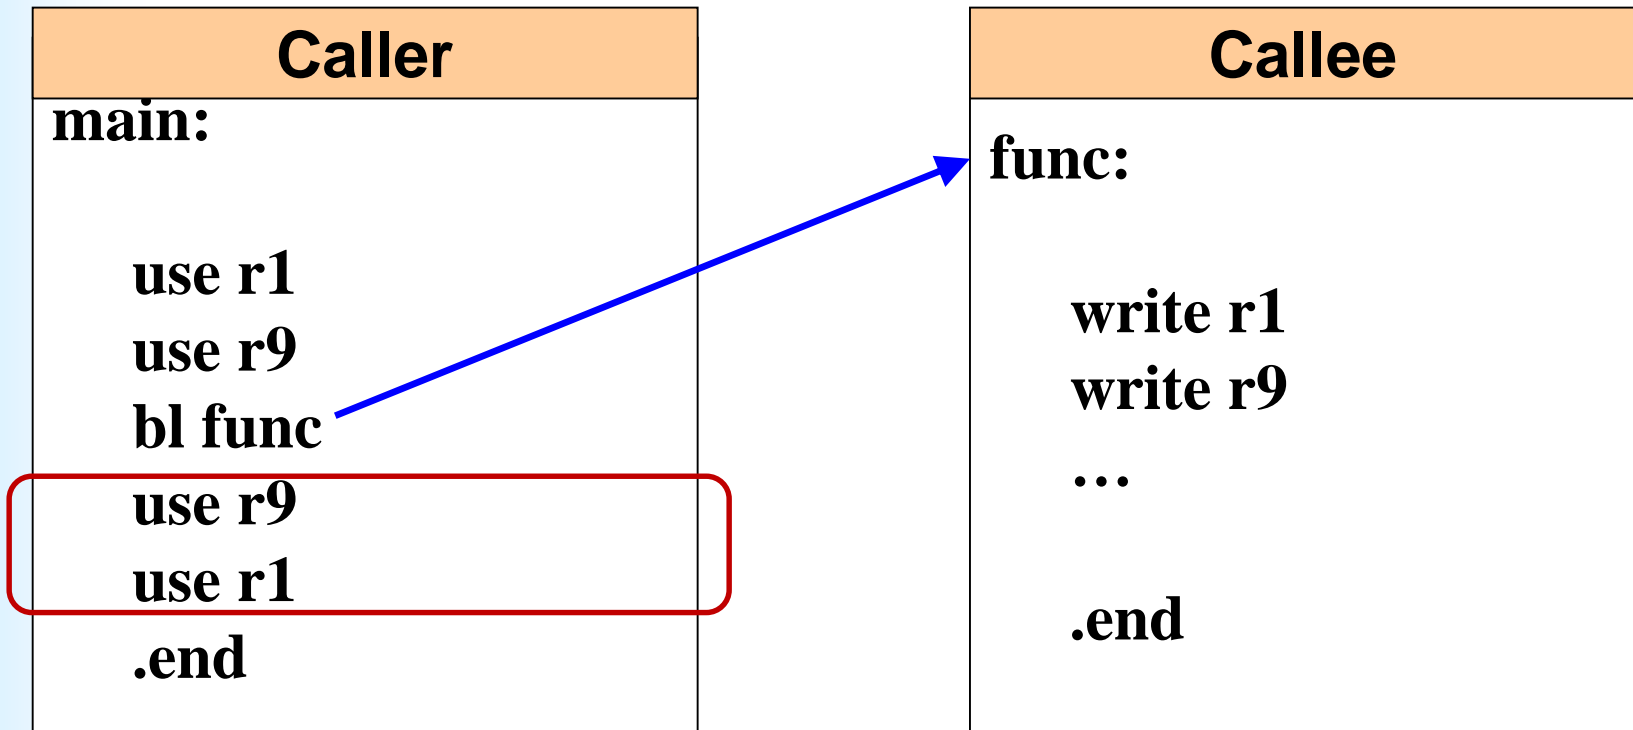 Caller
main:
use r1
use r9
bl func
use r9
use r1
.end
Callee
func:
write r1
write r9
…
.end